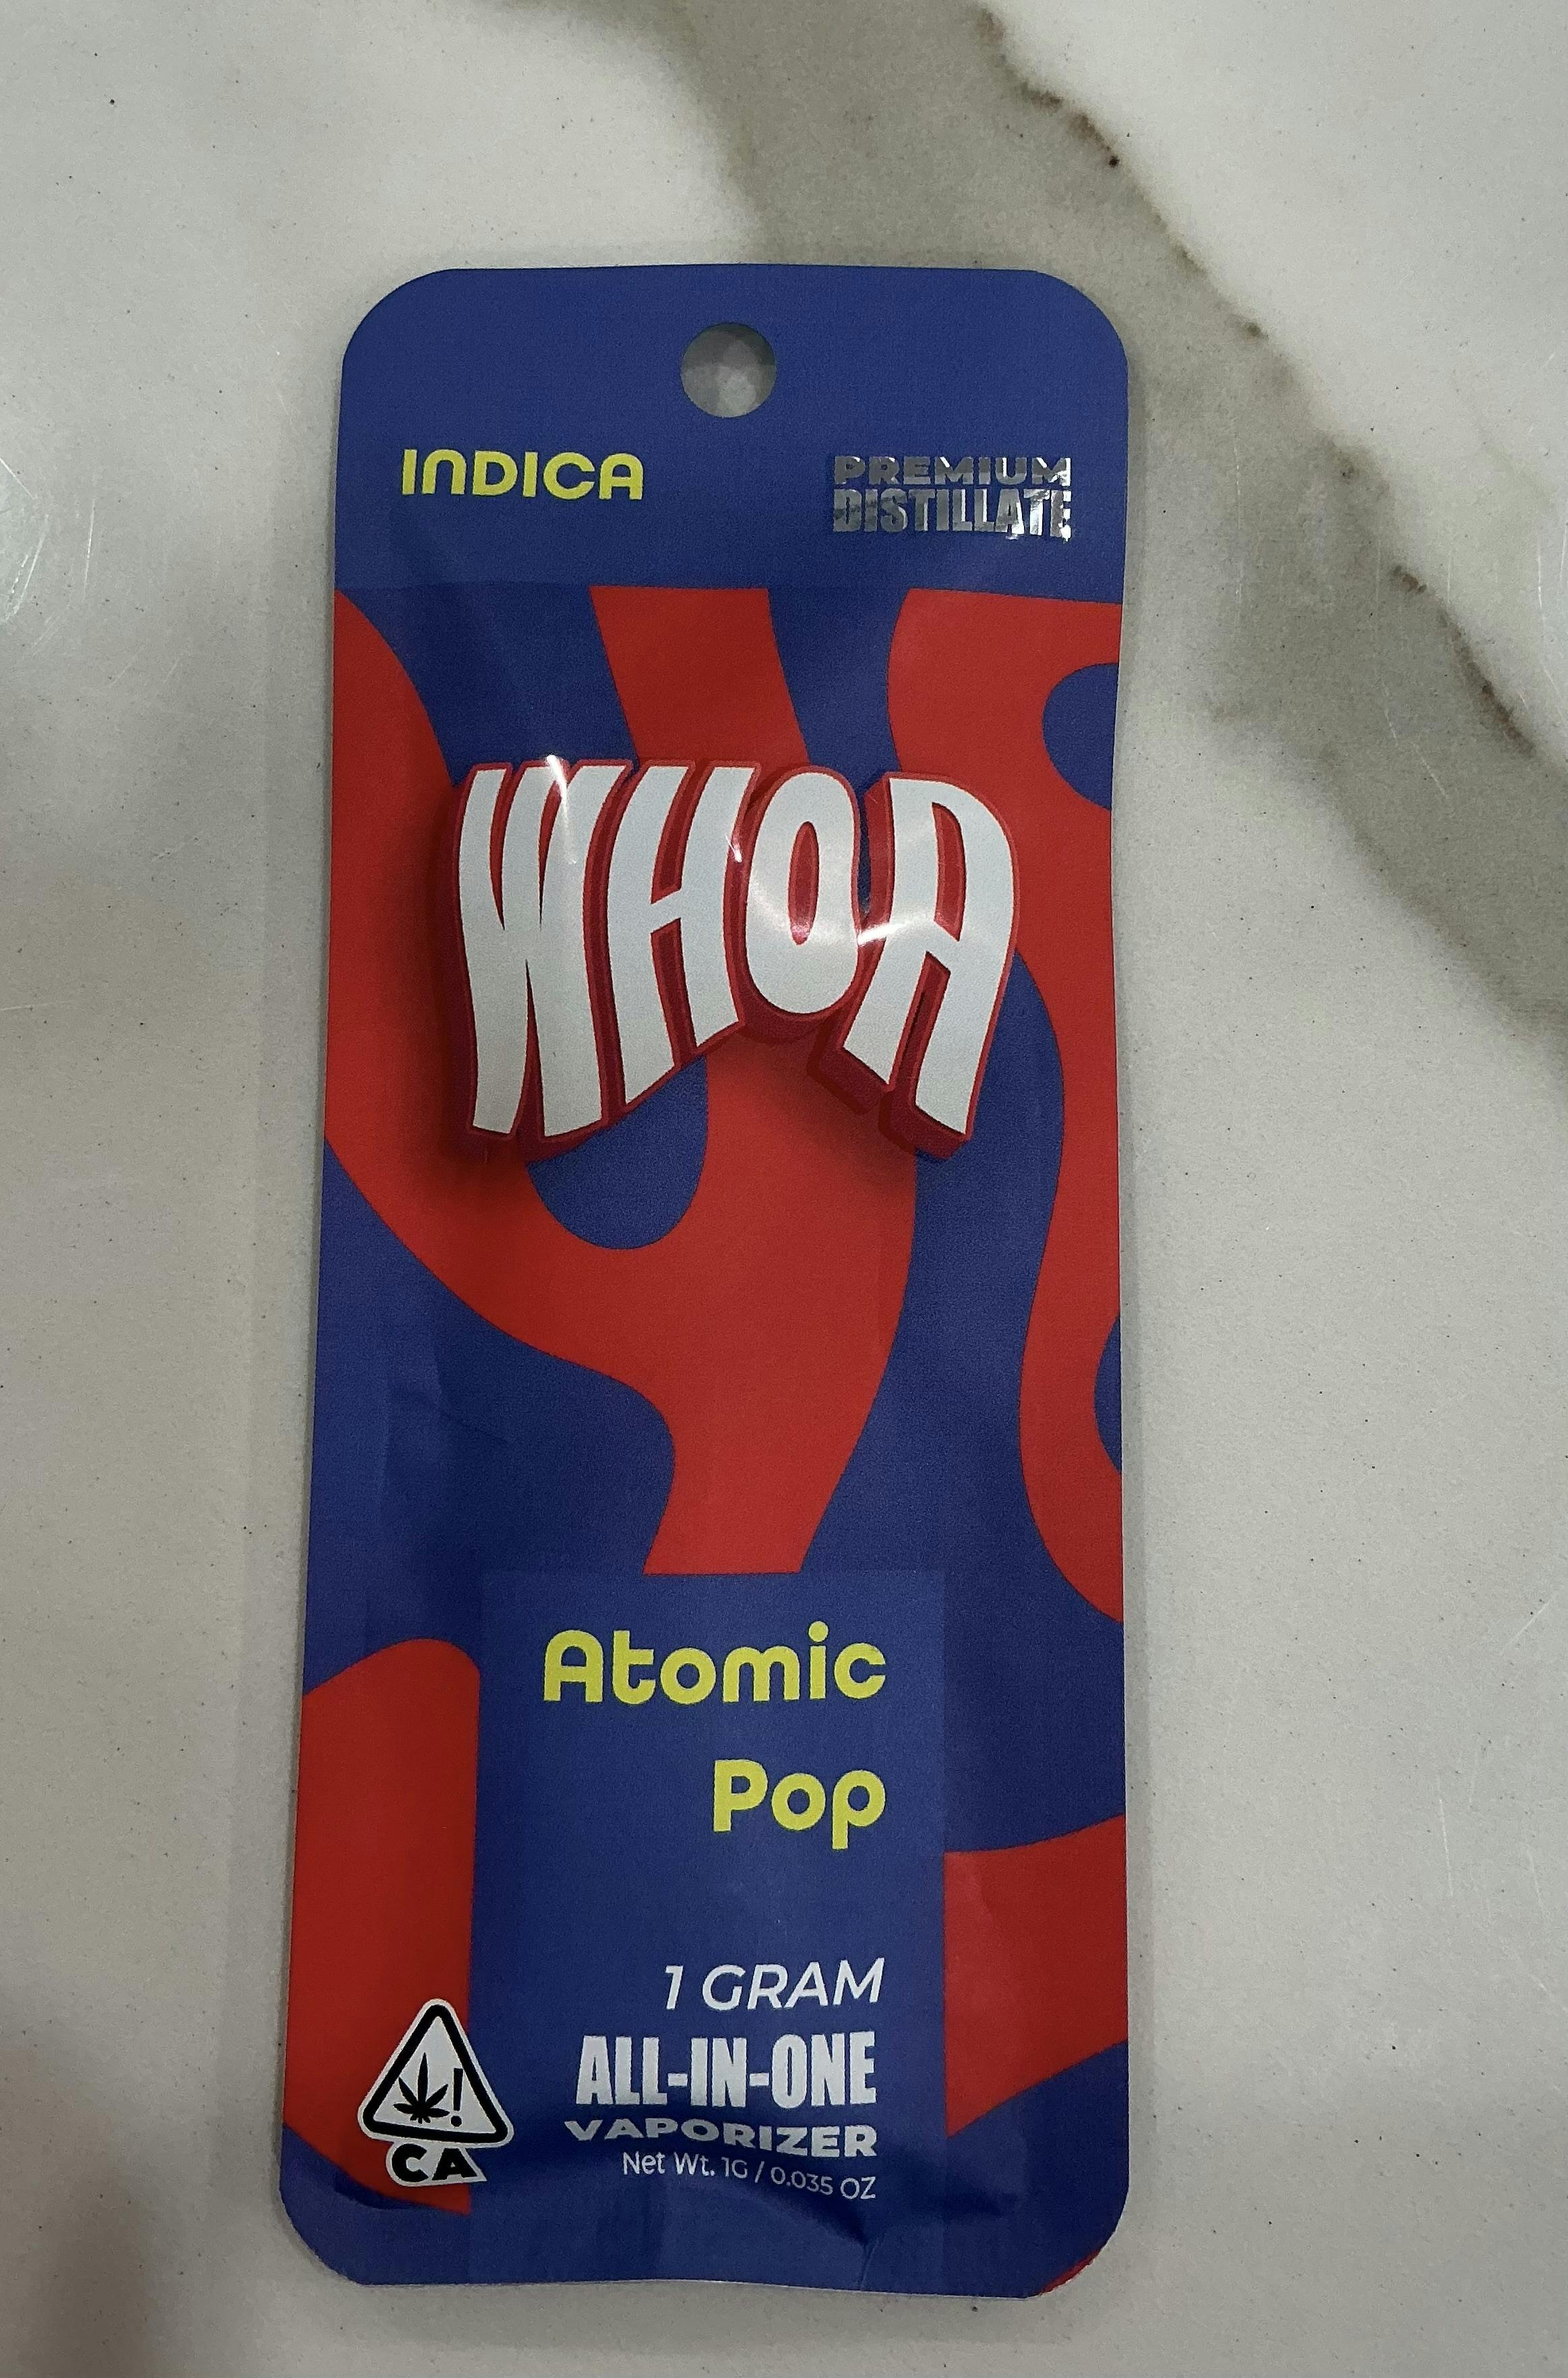 INDICA
PREMIUM
DISTILLATE
WHOA
Atomic
Pop
1 GRAM
ALL-IN-ONE
VAPORIZER
Net Wt. 1G / 0.035 OZ
!
CA